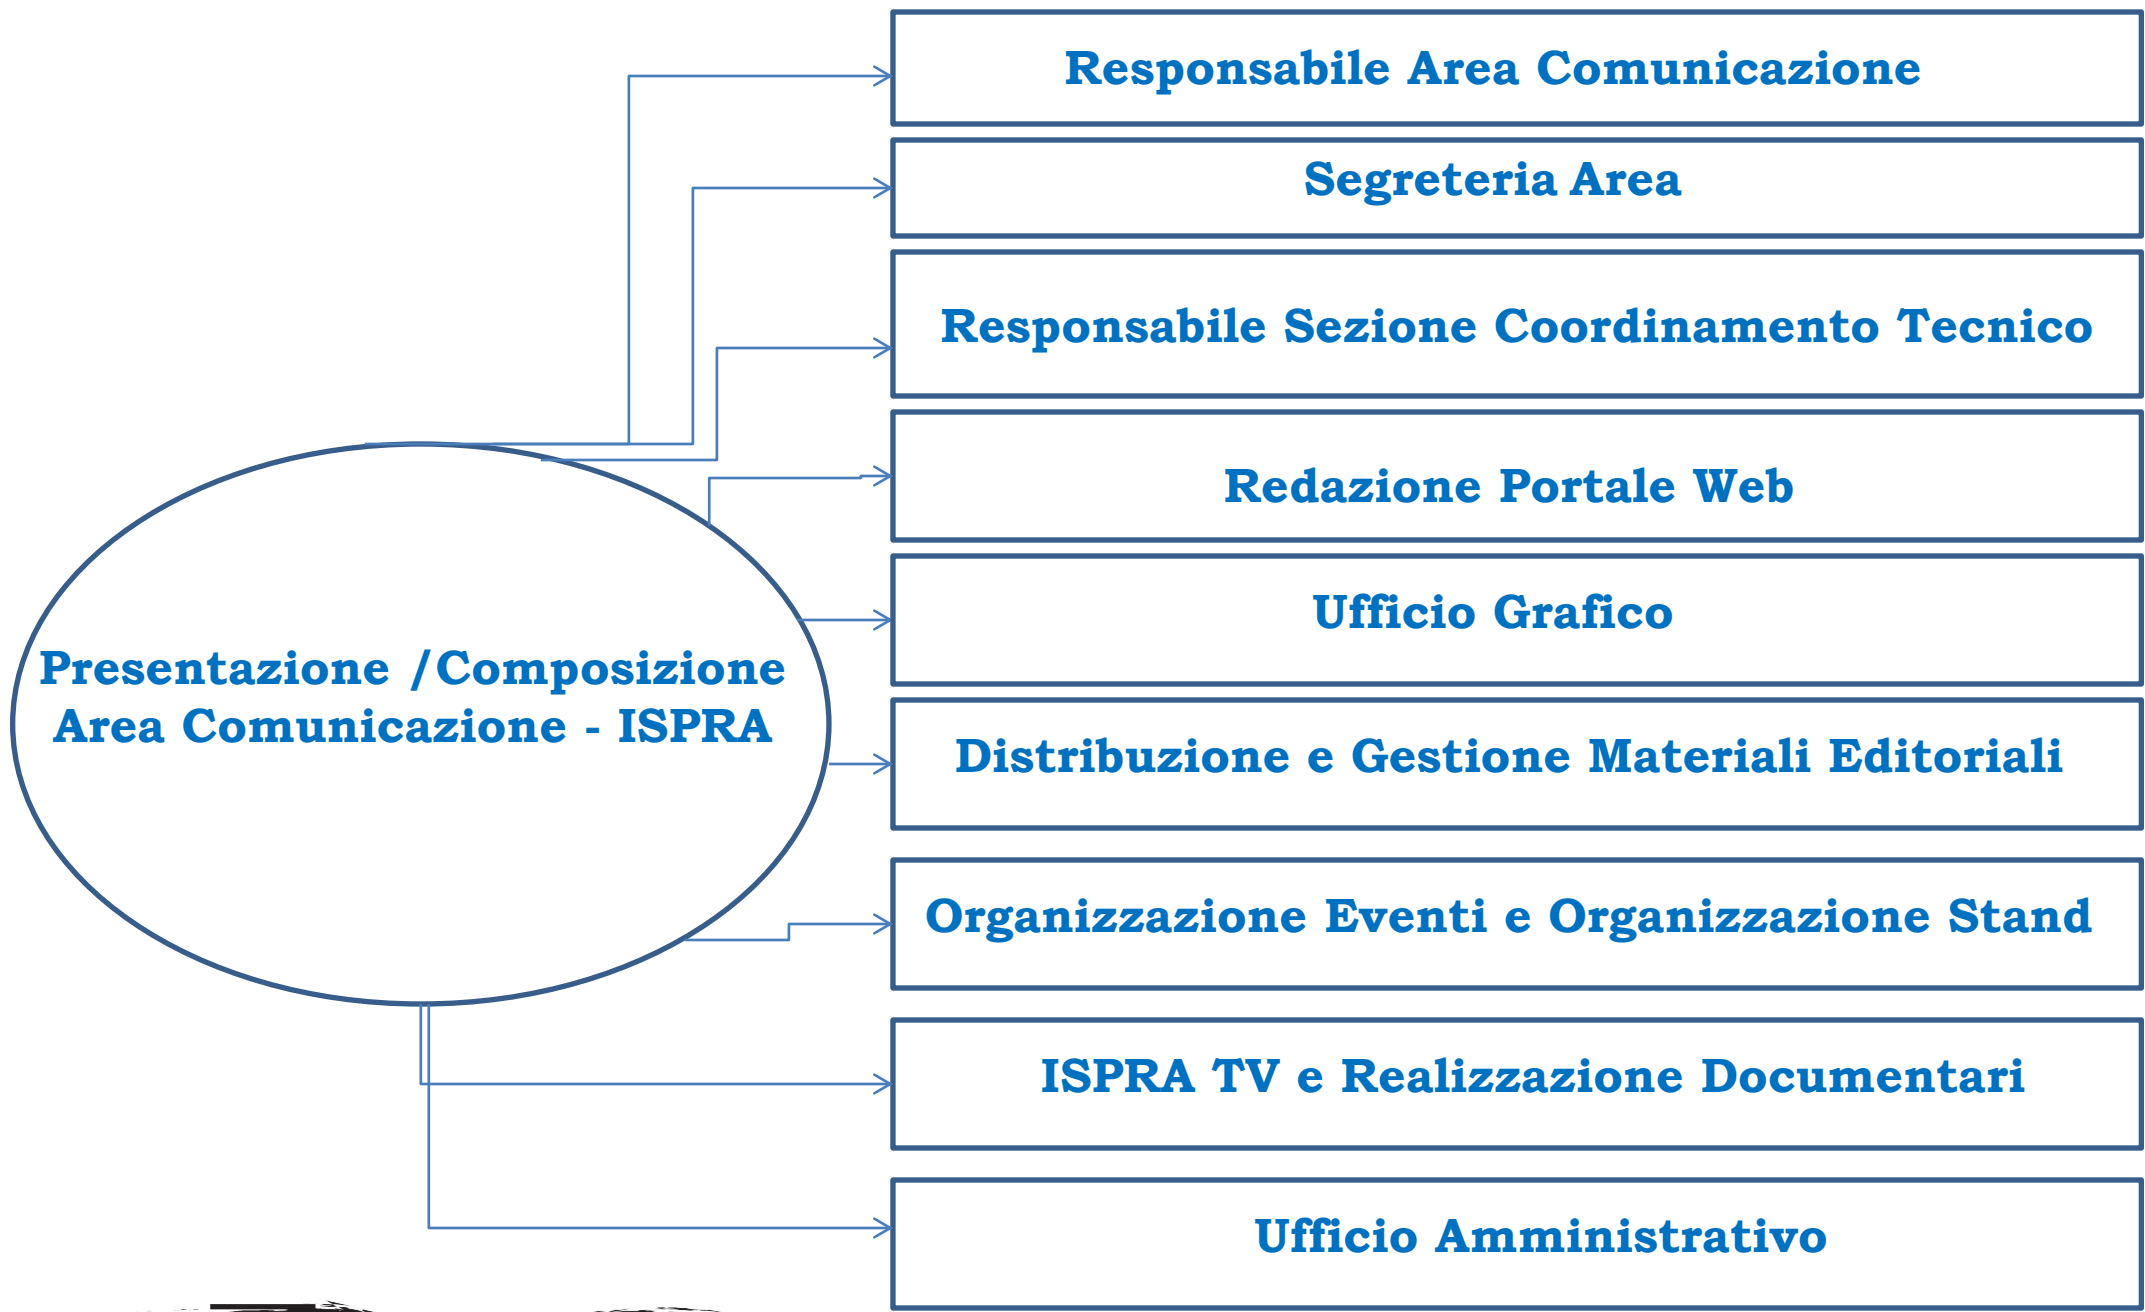 Responsabile Area Comunicazione
Segreteria Area
Responsabile Sezione Coordinamento Tecnico
Redazione Portale Web
Ufficio Grafico
Presentazione /Composizione
Area Comunicazione - ISPRA
Distribuzione e Gestione Materiali Editoriali
Organizzazione Eventi e Organizzazione Stand
ISPRA TV e Realizzazione Documentari
Ufficio Amministrativo